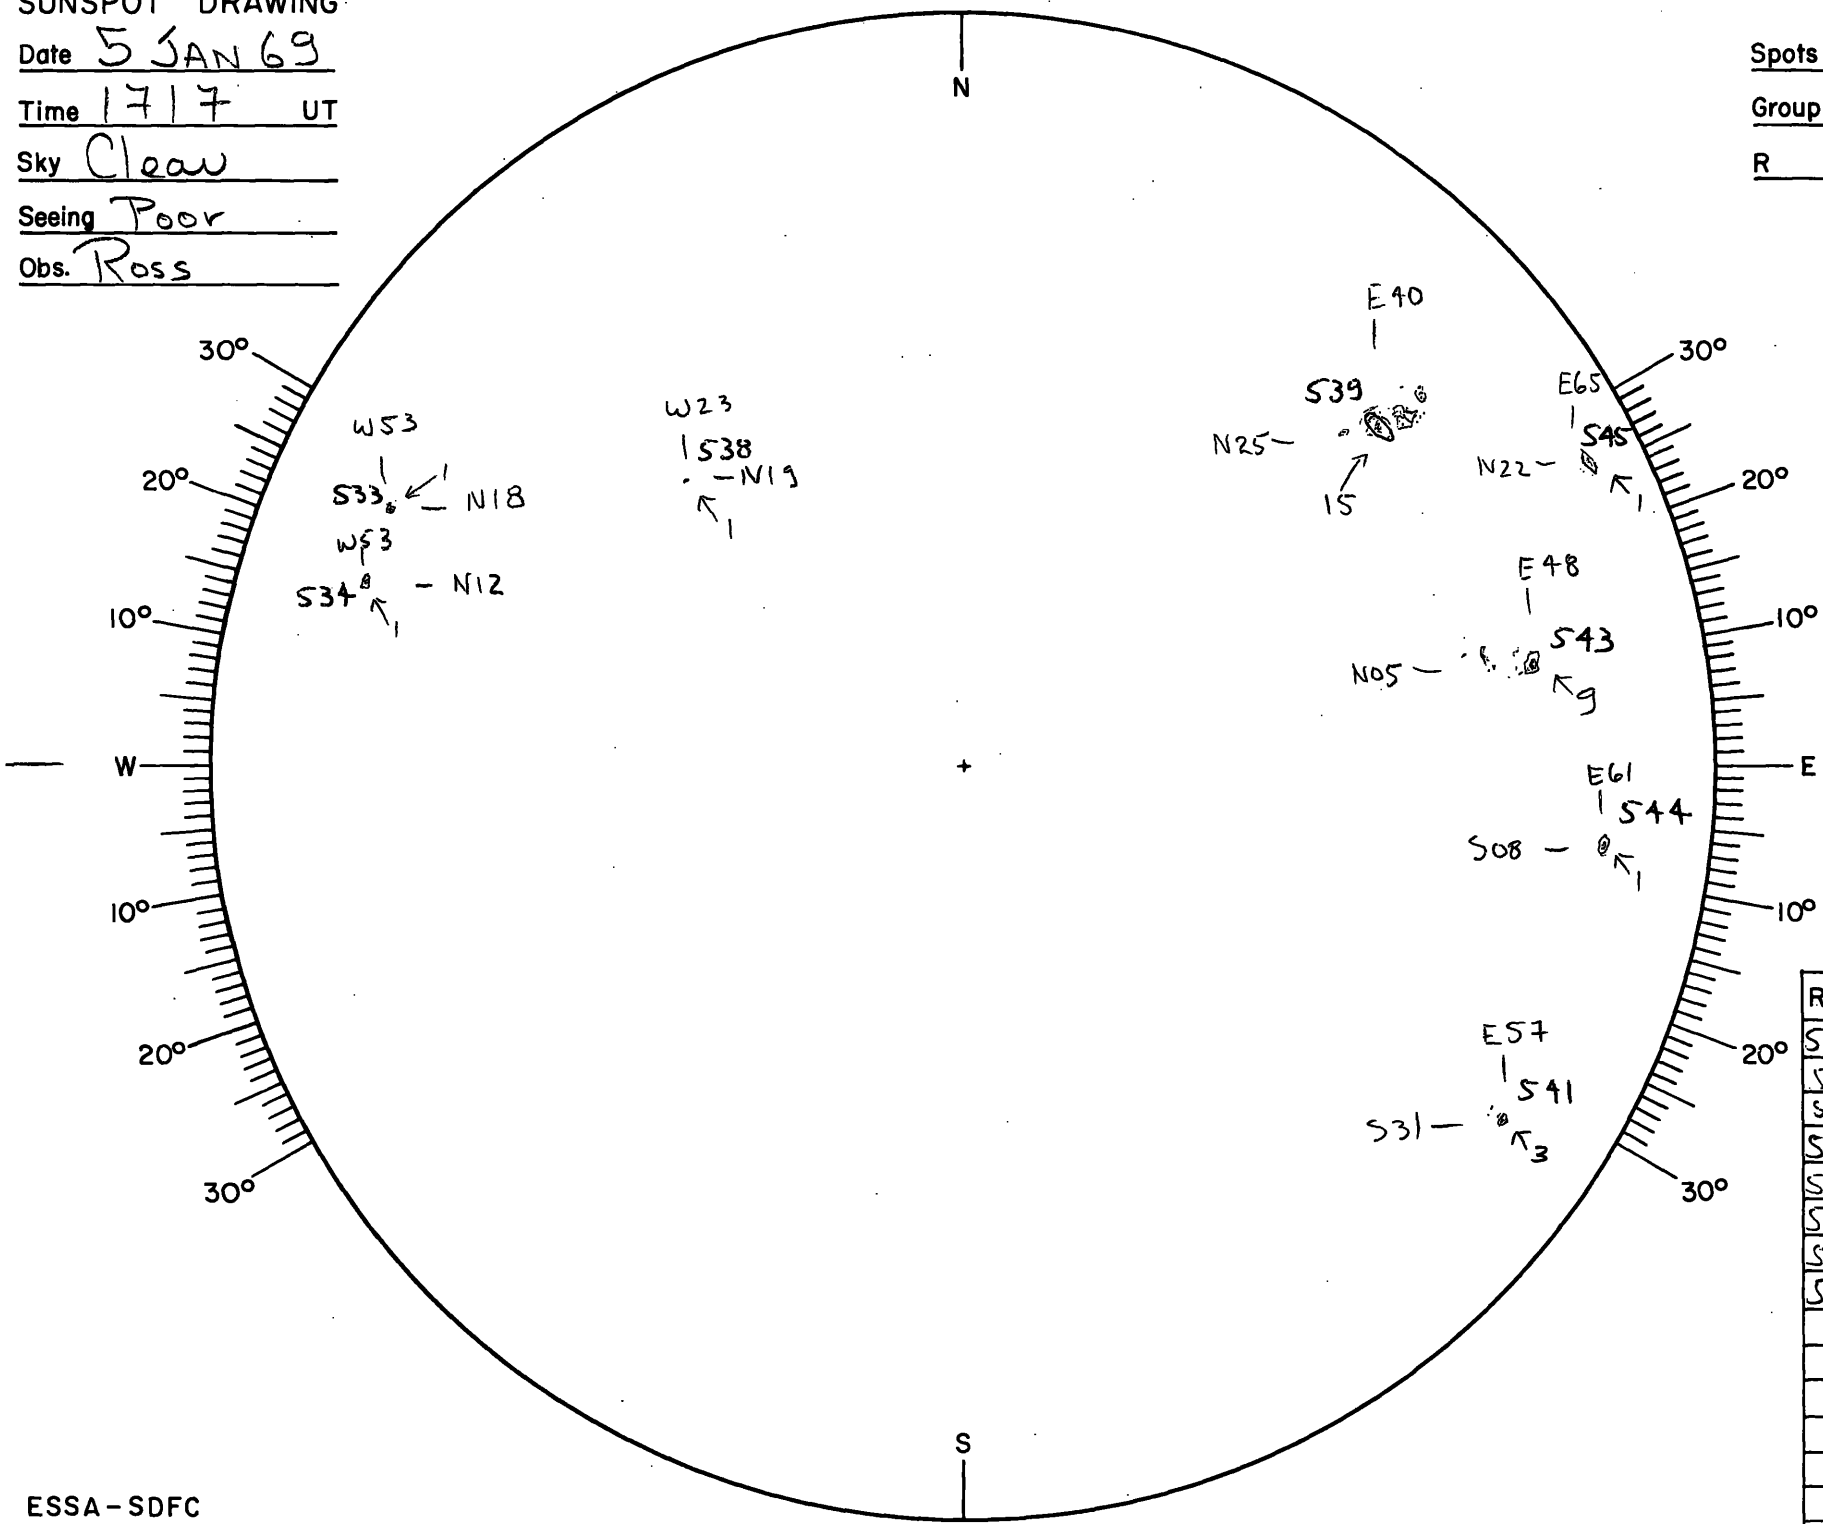 SUNSPOT DRAWING
Date 5 JAN 69
Time 1717 UT
Sky Clear
Seeing Poor
Obs. Ross
Spots
Group
R
N
E40
30°
30°
539
E65
W53
W23
N25
545
538
N22
20°
N19
20°
1
533
N18
15
1
1
W53
E48
534
N12
10°
1
10°
543
N05
9
W
E
E61
544
S08
1
10°
10°
R
20°
E57
20°
541
S31
3
30°
30°
S
ESSA-SDFC